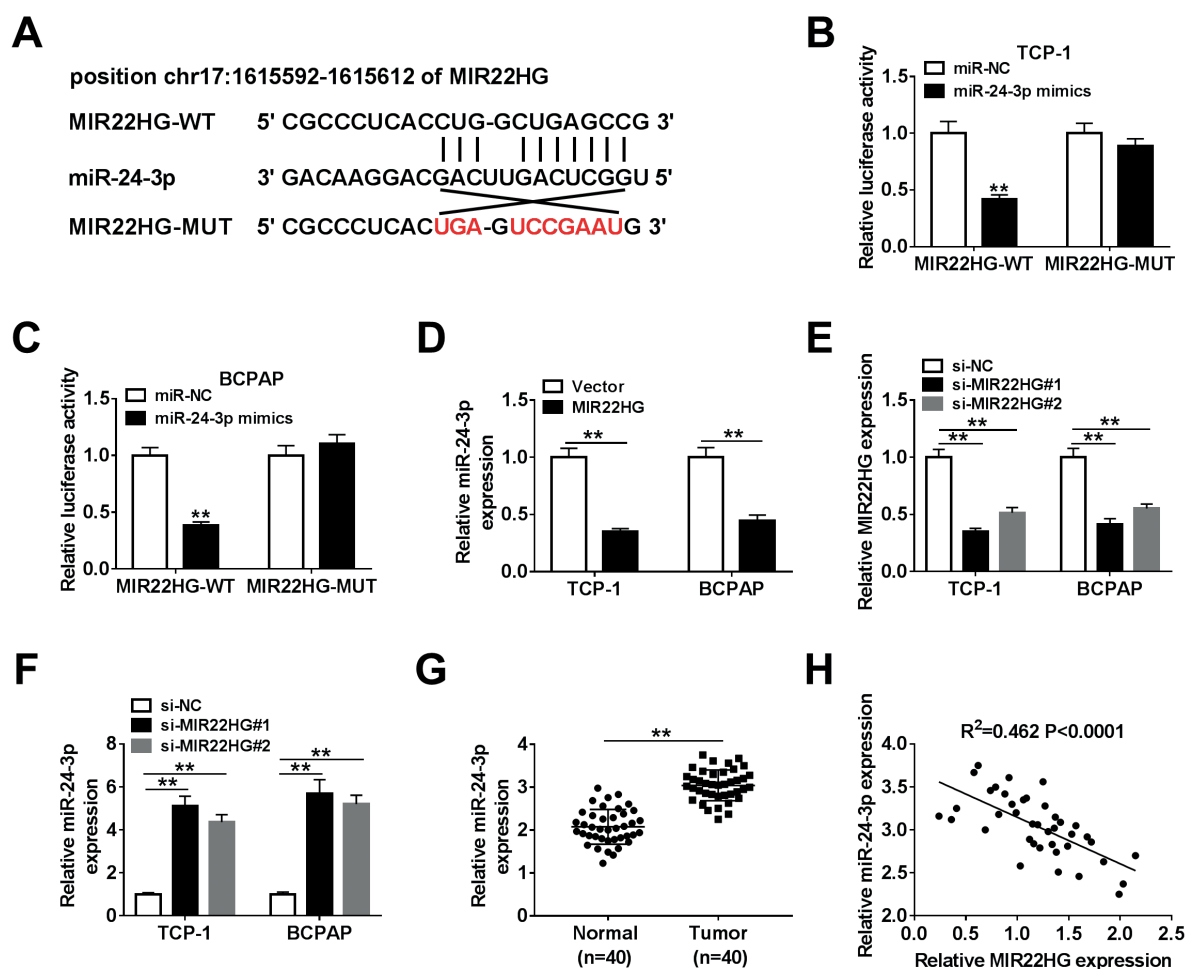 A
position chr17:1615592-1615612 of MIR22HG
MIR22HG-WT 5' CGCCCUCACCUG-GCUGAGCCG 3'
miR-24-3p 3' GACAAGGACGACUUGACUCGGU 5'
MIR22HG-MUT 5' CGCCCUCACUGA-GUCCGAAUG 3'
B
TCP-1
miR-NC
miR-24-3p mimics
Relative luciferase activity
1.5
1.0
0.5
0.0
**
MIR22HG-WT MIR22HG-MUT
C
BCPAP
miR-NC
miR-24-3p mimics
Relative luciferase activity
1.5
1.0
0.5
0.0
**
MIR22HG-WT MIR22HG-MUT
D
Vector
MIR22HG
Relative miR-24-3p
expression
1.5
1.0
0.5
0.0
** **
TCP-1 BCPAP
E
si-NC
si-MIR22HG#1
si-MIR22HG#2
Relative MIR22HG expression
1.5
1.0
0.5
0.0
** **
** **
TCP-1 BCPAP
F
si-NC
si-MIR22HG#1
si-MIR22HG#2
Relative miR-24-3p
expression
8
6
4
2
0
** **
** **
TCP-1 BCPAP
G
Relative miR-24-3p
expression
4
3
2
1
0
**
Normal Tumor
(n=40) (n=40)
H
R²=0.462 P<0.0001
Relative miR-24-3p expression
4.0
3.5
3.0
2.5
2.0
0.0 0.5 1.0 1.5 2.0 2.5
Relative MIR22HG expression